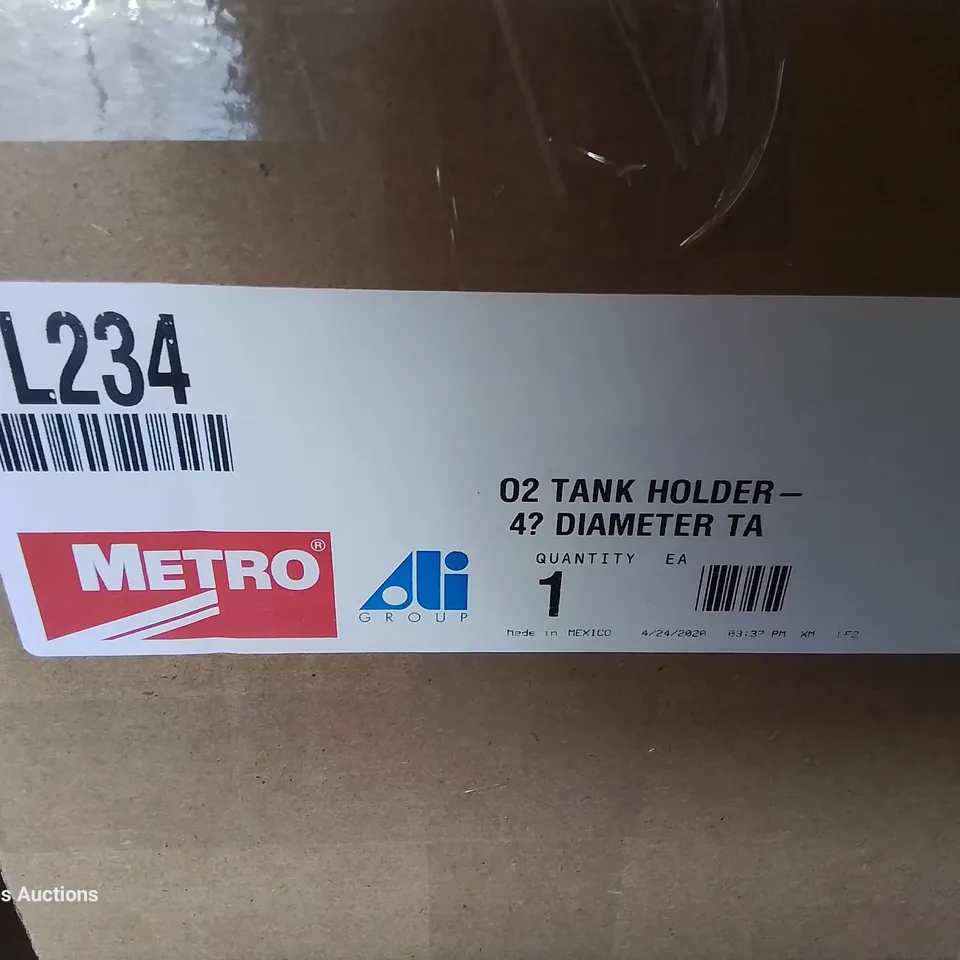 L234
O2 TANK HOLDER–
4? DIAMETER TA
METRO®
ali
GROUP
QUANTITY EA
1
Made in MEXICO 4/24/2020 03:37 PM XM LF2
s Auctions